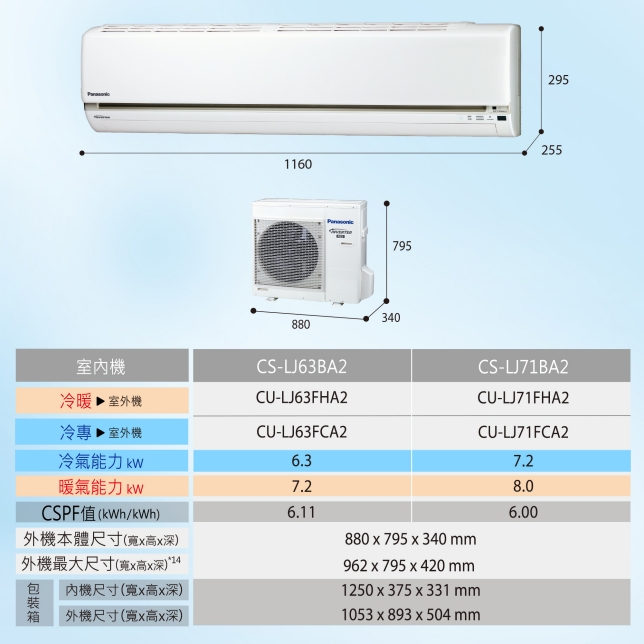 Panasonic
INVERTER
295
255
1160
Panasonic
INVERTER
795
340
880
室內機 CS-LJ63BA2 CS-LJ71BA2
冷暖▶室外機 CU-LJ63FHA2 CU-LJ71FHA2
冷專▶室外機 CU-LJ63FCA2 CU-LJ71FCA2
冷氣能力 kW 6.3 7.2
暖氣能力 kW 7.2 8.0
CSPF值(kWh/kWh) 6.11 6.00
外機本體尺寸(寬x高x深) 880 x 795 x 340 mm
外機最大尺寸(寬x高x深)*14 962 x 795 x 420 mm
包裝箱 內機尺寸(寬x高x深) 1250 x 375 x 331 mm
外機尺寸(寬x高x深) 1053 x 893 x 504 mm